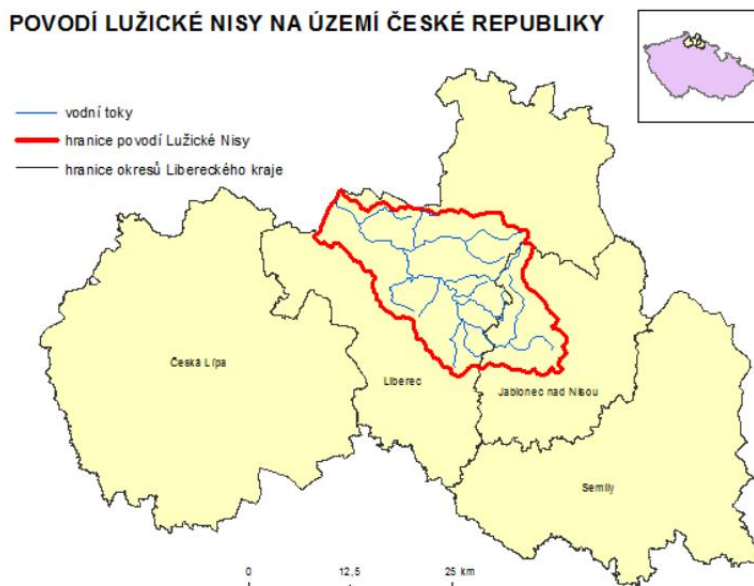 POVODÍ LUŽICKÉ NISY NA ÚZEMÍ ČESKÉ REPUBLIKY
vodní toky
hranice povodí Lužické Nisy
hranice okresů Libereckého kraje
Česká Lípa
Liberec
Jablonec nad Nisou
Semily
0 12,5 25 km